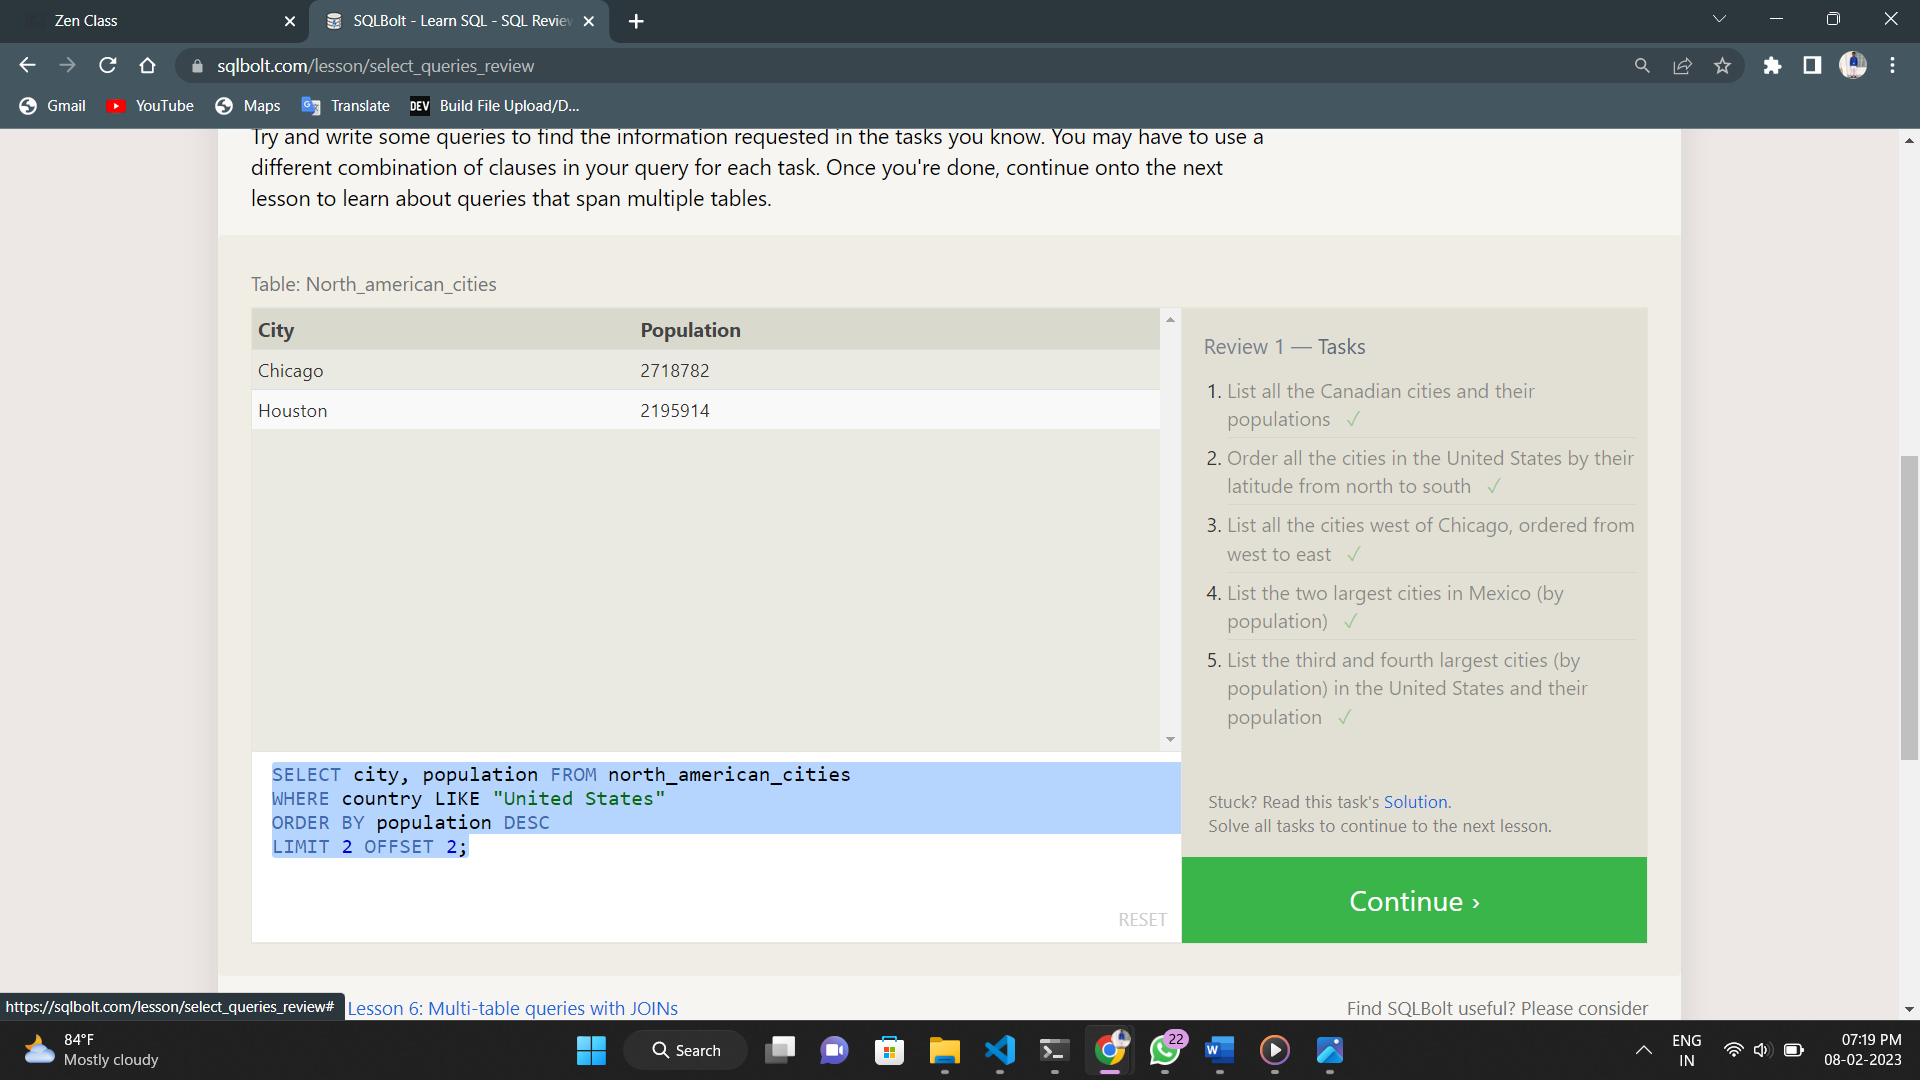 Zen Class
SQLBolt - Learn SQL - SQL Review
sqlbolt.com/lesson/select_queries_review
Gmail
YouTube
Maps
Translate
DEV
Build File Upload/D...
Try and write some queries to find the information requested in the tasks you know. You may have to use a
different combination of clauses in your query for each task. Once you're done, continue onto the next
lesson to learn about queries that span multiple tables.
Table: North_american_cities
City Population
Chicago 2718782
Houston 2195914
Review 1 — Tasks
1. List all the Canadian cities and their
populations ✓
2. Order all the cities in the United States by their
latitude from north to south ✓
3. List all the cities west of Chicago, ordered from
west to east ✓
4. List the two largest cities in Mexico (by
population) ✓
5. List the third and fourth largest cities (by
population) in the United States and their
population ✓
SELECT city, population FROM north_american_cities
WHERE country LIKE "United States"
ORDER BY population DESC
LIMIT 2 OFFSET 2;
RESET
Stuck? Read this task's Solution.
Solve all tasks to continue to the next lesson.
Continue ›
https://sqlbolt.com/lesson/select_queries_review#
Lesson 6: Multi-table queries with JOINs
Find SQLBolt useful? Please consider
84°F
Mostly cloudy
Search
22
ENG
IN
07:19 PM
08-02-2023